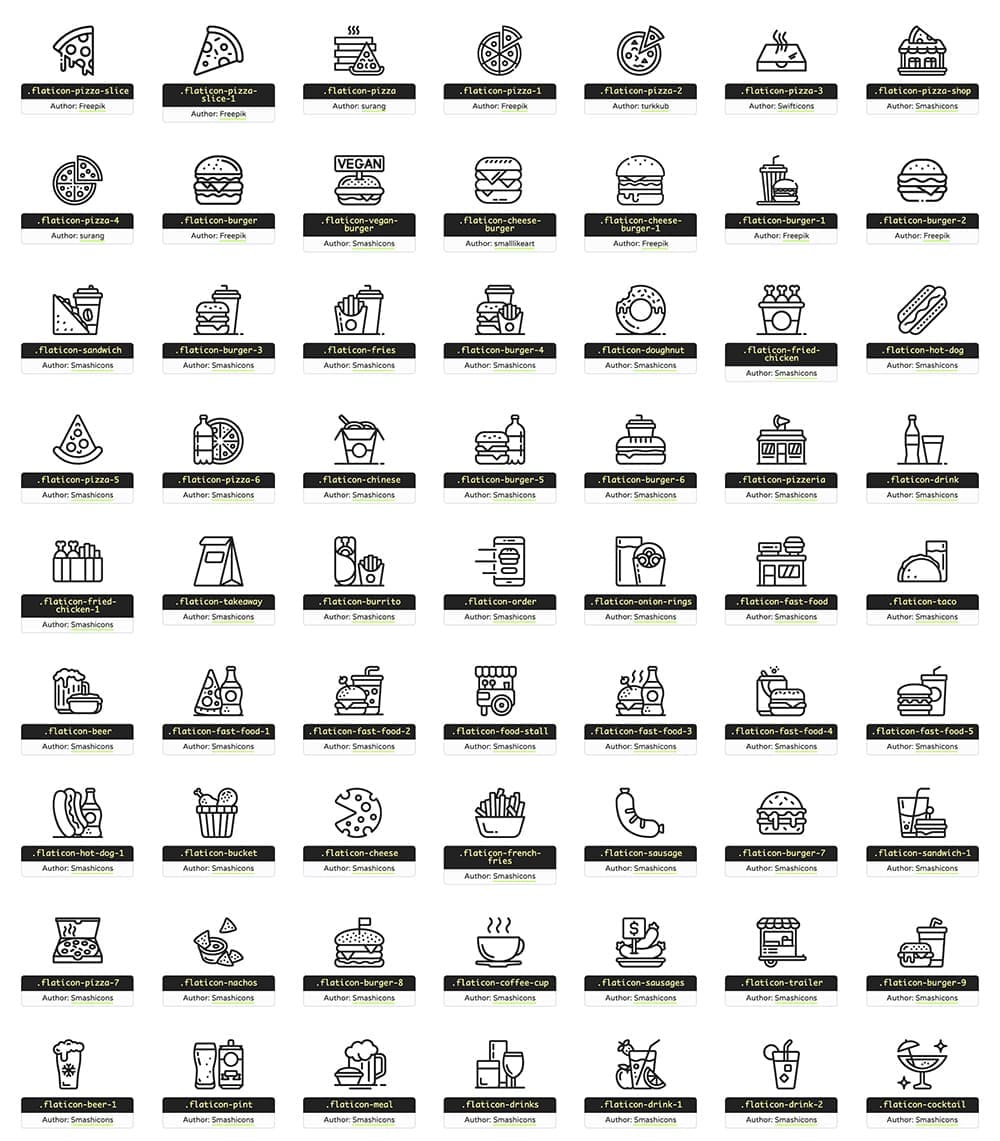 .flaticon-pizza-slice
Author: Freepik
.flaticon-pizza-
slice-1
Author: Freepik
.flaticon-pizza
Author: surang
.flaticon-pizza-1
Author: Freepik
.flaticon-pizza-2
Author: turkkub
.flaticon-pizza-3
Author: Swifticons
.flaticon-pizza-shop
Author: Smashicons
.flaticon-pizza-4
Author: surang
.flaticon-burger
Author: Freepik
VEGAN
.flaticon-vegan-
burger
Author: Smashicons
.flaticon-cheese-
burger
Author: smalllikeart
.flaticon-cheese-
burger-1
Author: Freepik
.flaticon-burger-1
Author: Freepik
.flaticon-burger-2
Author: Freepik
.flaticon-sandwich
Author: Smashicons
.flaticon-burger-3
Author: Smashicons
.flaticon-fries
Author: Smashicons
.flaticon-burger-4
Author: Smashicons
.flaticon-doughnut
Author: Smashicons
.flaticon-fried-
chicken
Author: Smashicons
.flaticon-hot-dog
Author: Smashicons
.flaticon-pizza-5
Author: Smashicons
.flaticon-pizza-6
Author: Smashicons
.flaticon-chinese
Author: Smashicons
.flaticon-burger-5
Author: Smashicons
.flaticon-burger-6
Author: Smashicons
.flaticon-pizzeria
Author: Smashicons
.flaticon-drink
Author: Smashicons
.flaticon-fried-
chicken-1
Author: Smashicons
.flaticon-takeaway
Author: Smashicons
.flaticon-burrito
Author: Smashicons
.flaticon-order
Author: Smashicons
.flaticon-onion-rings
Author: Smashicons
.flaticon-fast-food
Author: Smashicons
.flaticon-taco
Author: Smashicons
.flaticon-beer
Author: Smashicons
.flaticon-fast-food-1
Author: Smashicons
.flaticon-fast-food-2
Author: Smashicons
.flaticon-food-stall
Author: Smashicons
.flaticon-fast-food-3
Author: Smashicons
.flaticon-fast-food-4
Author: Smashicons
.flaticon-fast-food-5
Author: Smashicons
.flaticon-hot-dog-1
Author: Smashicons
.flaticon-bucket
Author: Smashicons
.flaticon-cheese
Author: Smashicons
.flaticon-french-
fries
Author: Smashicons
.flaticon-sausage
Author: Smashicons
.flaticon-burger-7
Author: Smashicons
.flaticon-sandwich-1
Author: Smashicons
.flaticon-pizza-7
Author: Smashicons
.flaticon-nachos
Author: Smashicons
.flaticon-burger-8
Author: Smashicons
.flaticon-coffee-cup
Author: Smashicons
$
.flaticon-sausages
Author: Smashicons
.flaticon-trailer
Author: Smashicons
.flaticon-burger-9
Author: Smashicons
.flaticon-beer-1
Author: Smashicons
.flaticon-pint
Author: Smashicons
.flaticon-meal
Author: Smashicons
.flaticon-drinks
Author: Smashicons
.flaticon-drink-1
Author: Smashicons
.flaticon-drink-2
Author: Smashicons
.flaticon-cocktail
Author: Smashicons